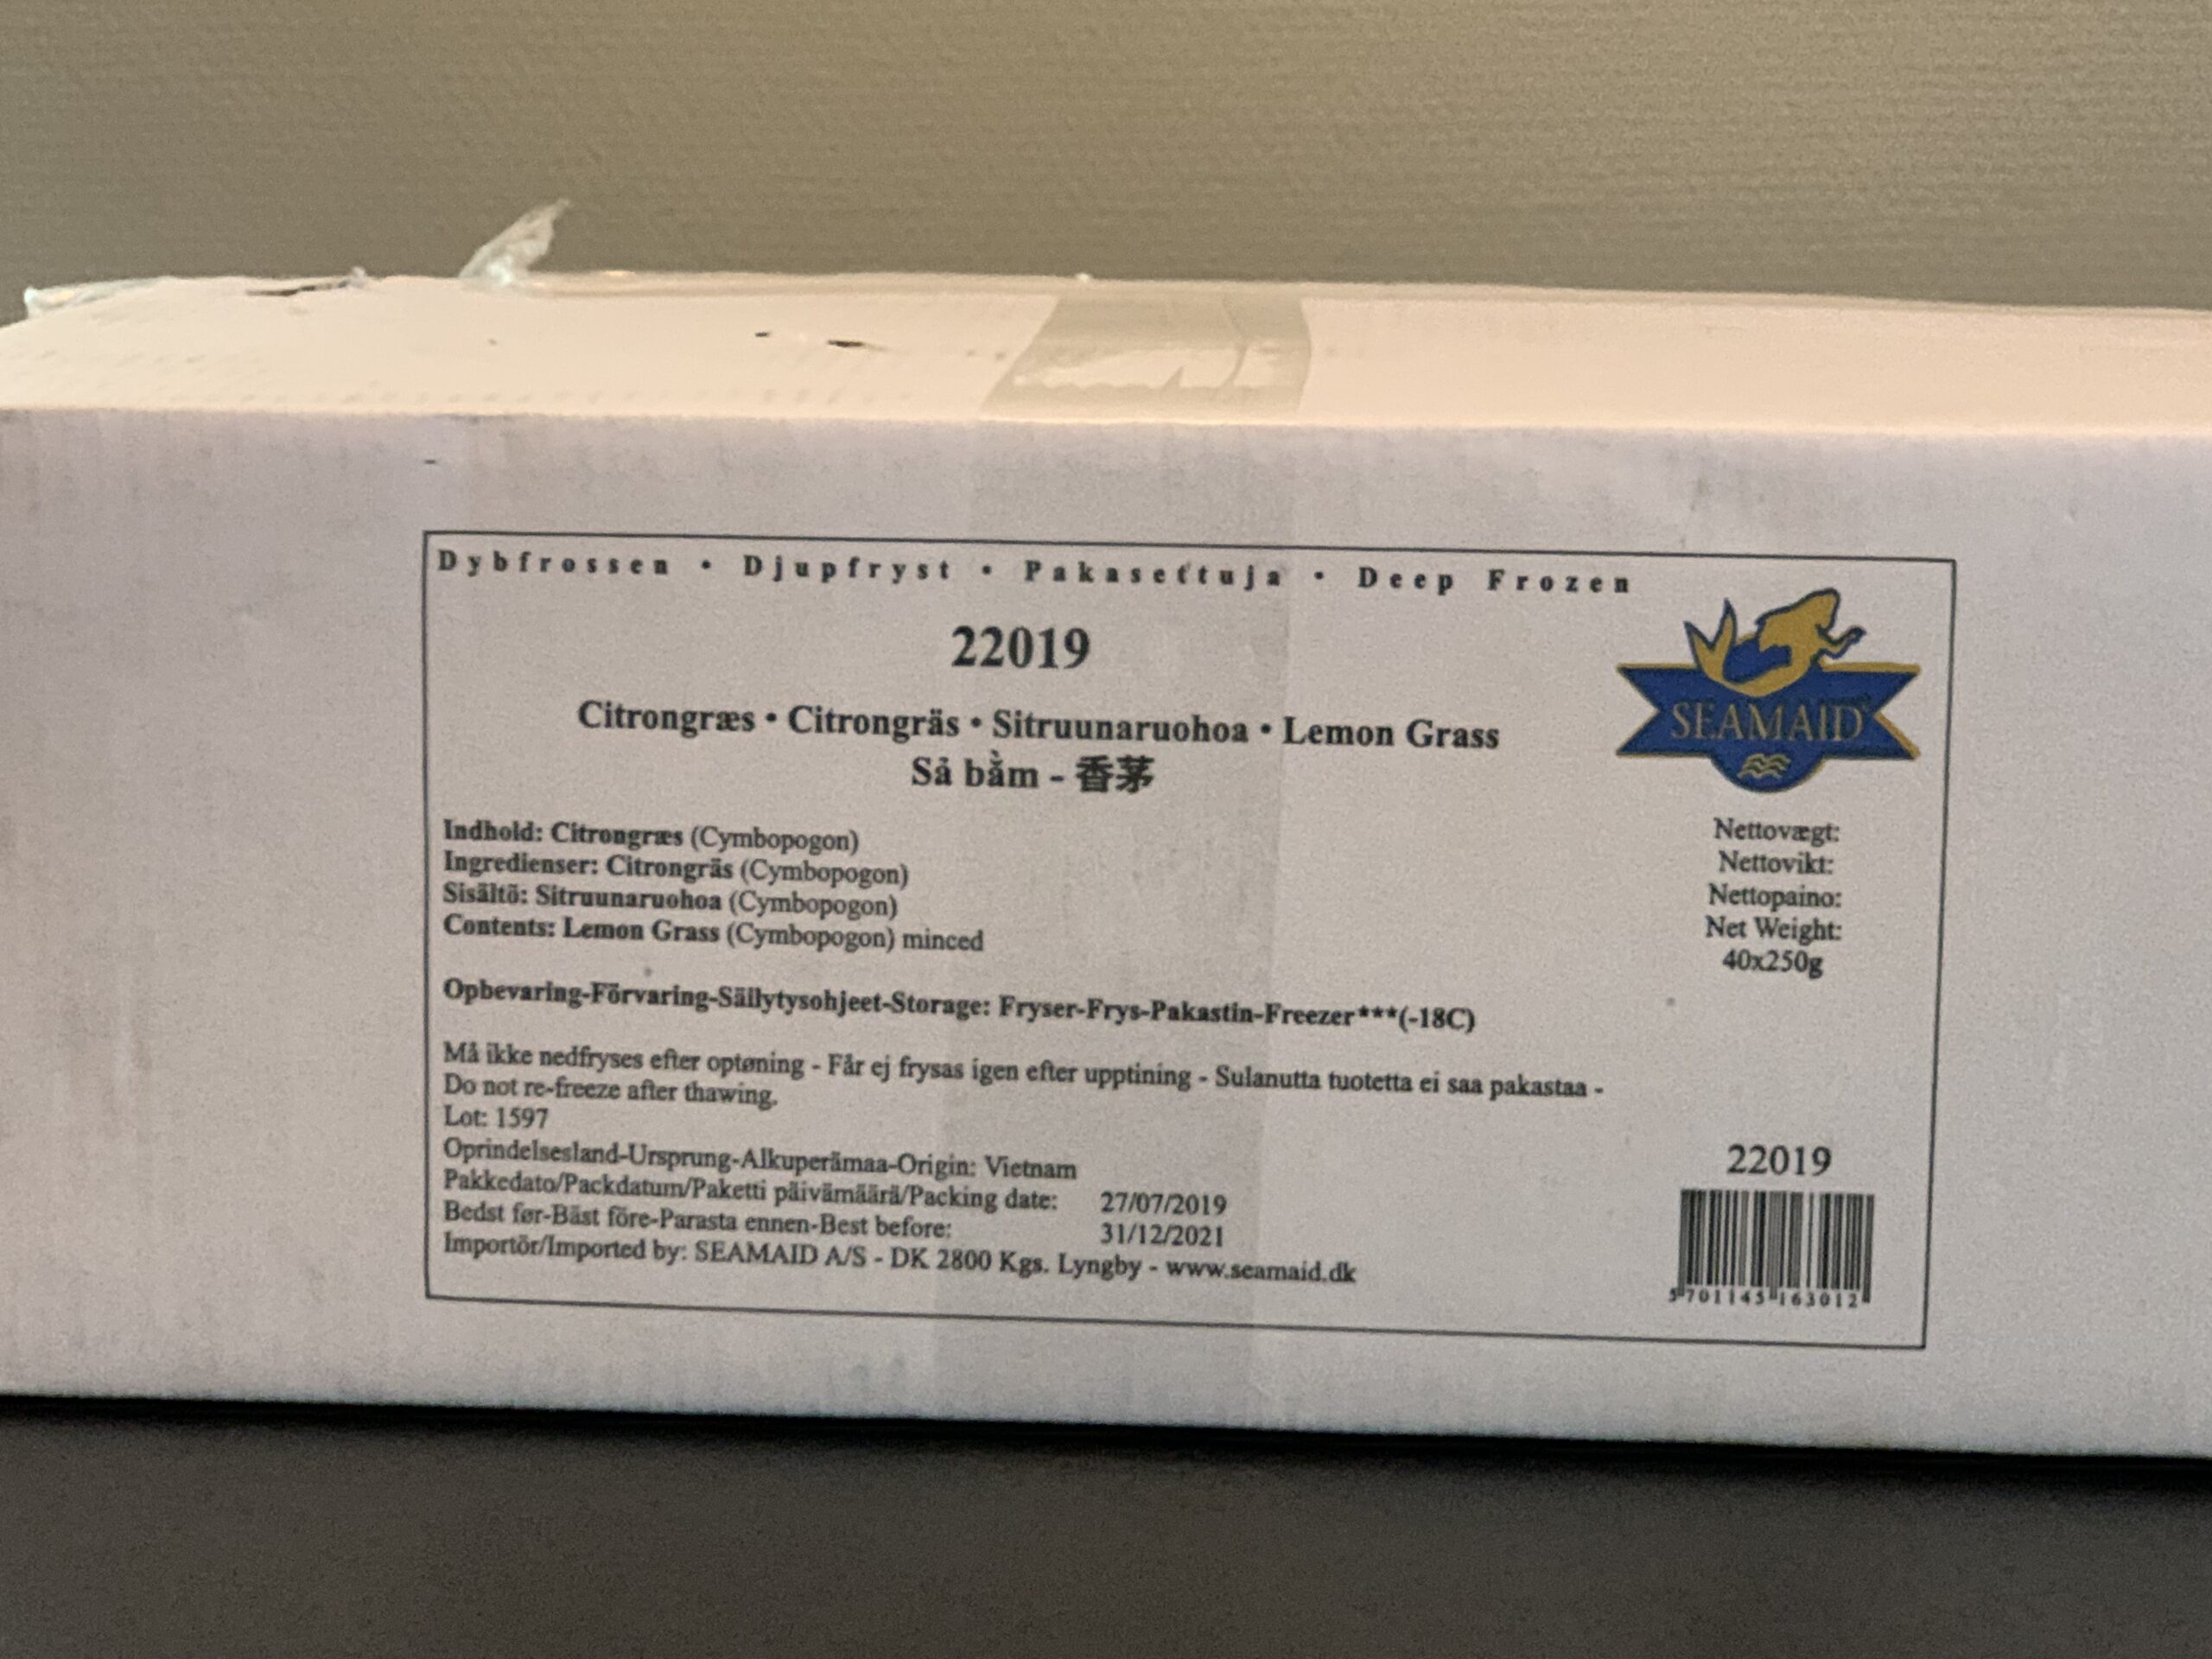 Dybfrossen • Djupfryst • Pakasettuja • Deep Frozen
22019
Citrongræs • Citrongräs • Sitruunaruohoa • Lemon Grass
Sả bằm - 香茅
SEAMAID®
Indhold: Citrongræs (Cymbopogon)
Ingredienser: Citrongräs (Cymbopogon)
Sisältö: Sitruunaruohoa (Cymbopogon)
Contents: Lemon Grass (Cymbopogon) minced
Nettovægt:
Nettovikt:
Nettopaino:
Net Weight:
40x250g
Opbevaring-Förvaring-Säilytysohjeet-Storage: Fryser-Frys-Pakastin-Freezer***(-18C)
Må ikke nedfryses efter optøning - Får ej frysas igen efter upptining - Sulanutta tuotetta ei saa pakastaa -
Do not re-freeze after thawing.
Lot: 1597
Oprindelsesland-Ursprung-Alkuperämaa-Origin: Vietnam
Pakkedato/Packdatum/Paketti päivämäärä/Packing date: 27/07/2019
Bedst før-Bäst före-Parasta ennen-Best before: 31/12/2021
Importör/Imported by: SEAMAID A/S - DK 2800 Kgs. Lyngby - www.seamaid.dk
22019
5 701145 163012